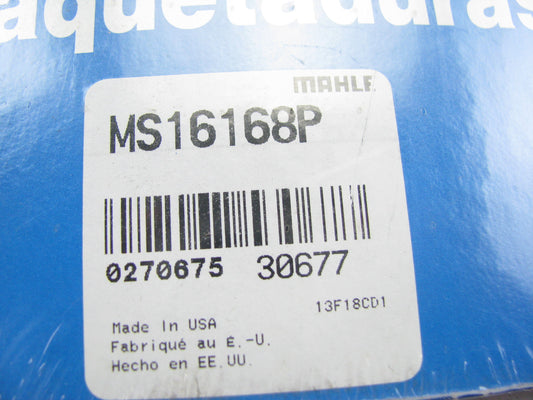 aquetaduras
MAHLE
MS16168P
0270675 30677
13F18CD1
Made In USA
Fabriqué au É.-U.
Hecho en EE.UU.